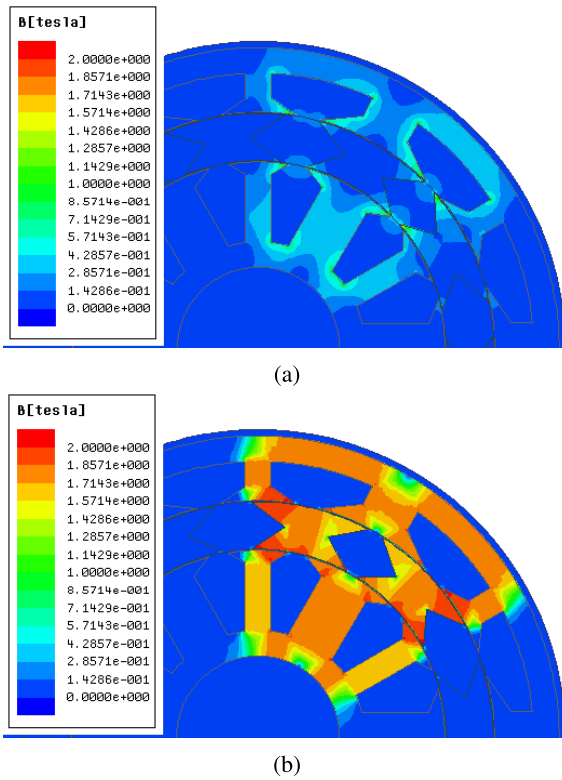 B[tesla]
2.0000e+000
1.8571e+000
1.7143e+000
1.5714e+000
1.4286e+000
1.2857e+000
1.1429e+000
1.0000e+000
8.5714e-001
7.1429e-001
5.7143e-001
4.2857e-001
2.8571e-001
1.4286e-001
0.0000e+000
(a)
B[tesla]
2.0000e+000
1.8571e+000
1.7143e+000
1.5714e+000
1.4286e+000
1.2857e+000
1.1429e+000
1.0000e+000
8.5714e-001
7.1429e-001
5.7143e-001
4.2857e-001
2.8571e-001
1.4286e-001
0.0000e+000
(b)